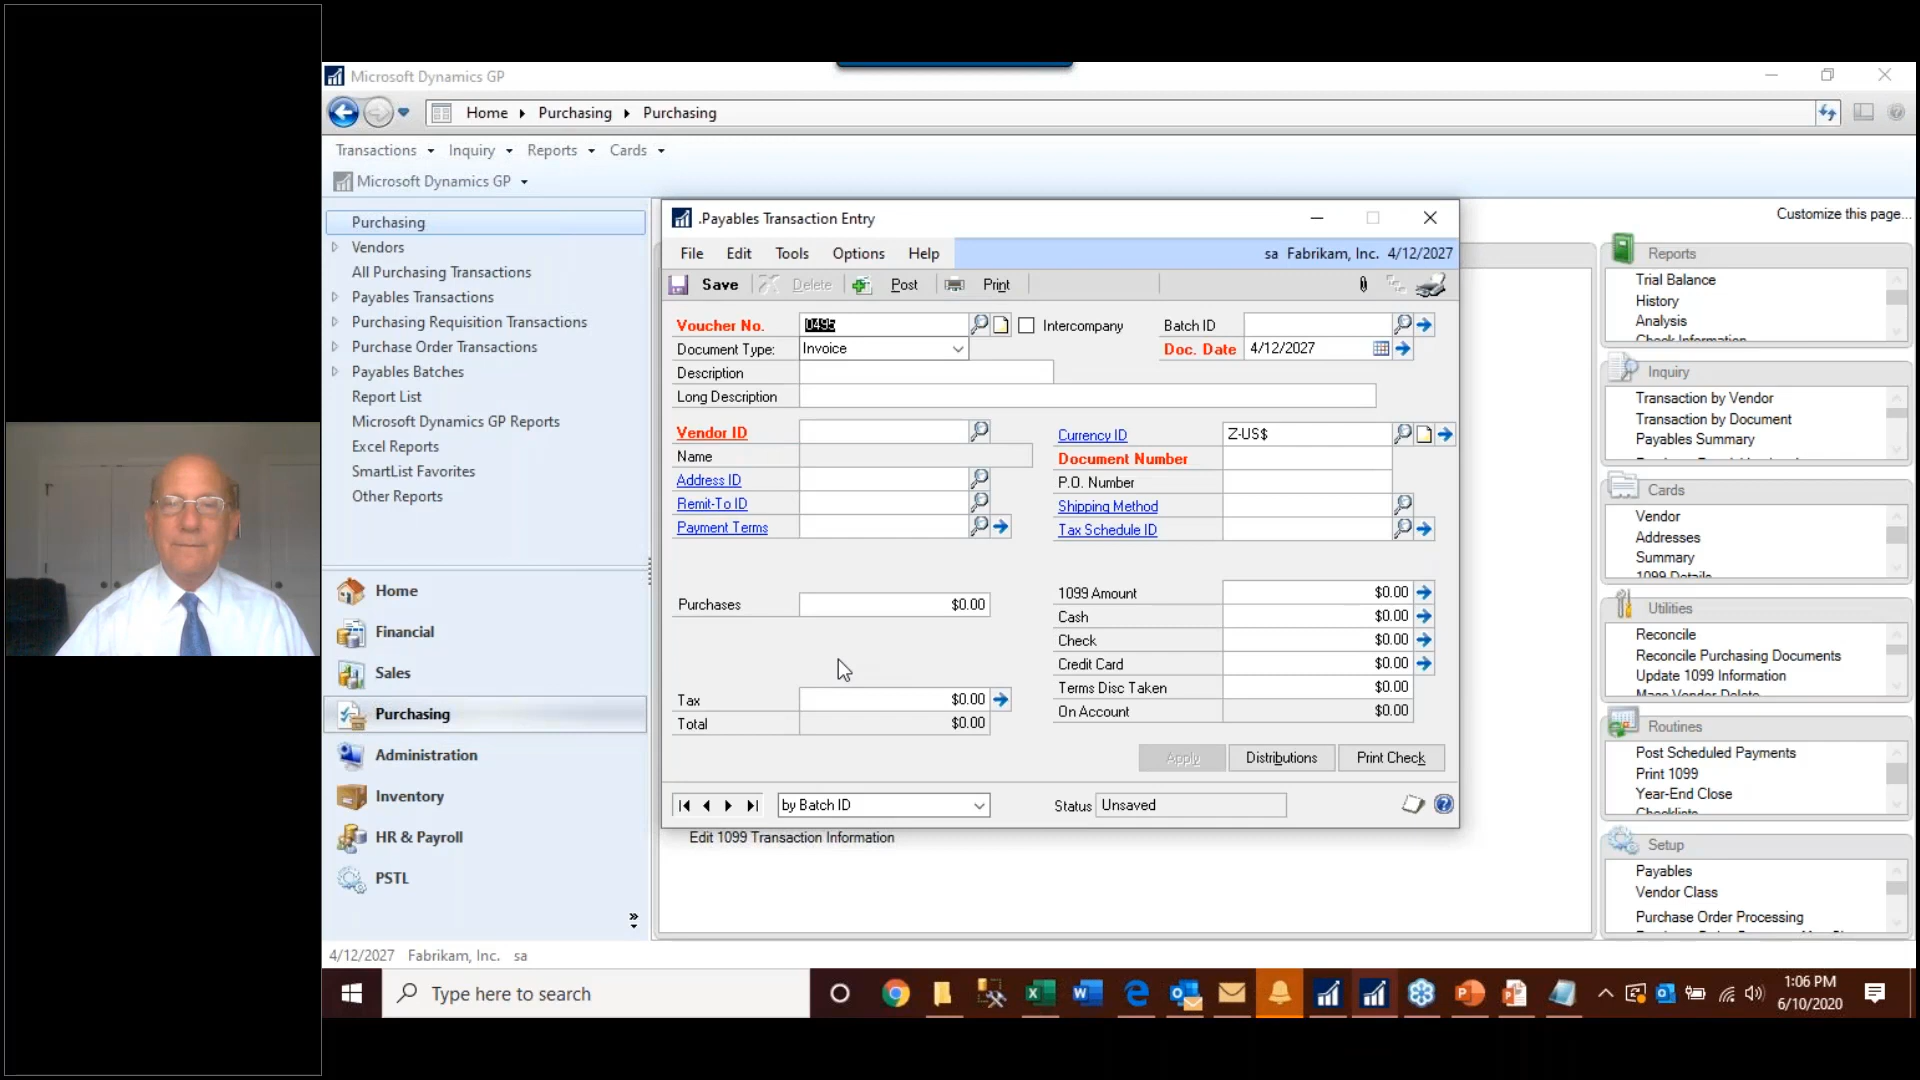 Microsoft Dynamics GP
Home Purchasing Purchasing
Transactions Inquiry Reports Cards
Microsoft Dynamics GP
Purchasing
Vendors
All Purchasing Transactions
Payables Transactions
Purchasing Requisition Transactions
Purchase Order Transactions
Payables Batches
Report List
Microsoft Dynamics GP Reports
Excel Reports
SmartList Favorites
Other Reports
Home
Financial
Sales
Purchasing
Administration
Inventory
HR & Payroll
PSTL
.Payables Transaction Entry
File Edit Tools Options Help sa Fabrikam, Inc. 4/12/2027
Save Delete Post Print
Voucher No. 0495 Intercompany Batch ID
Document Type: Invoice Doc. Date 4/12/2027
Description
Long Description
Vendor ID Currency ID Z-US$
Name Document Number
Address ID P.O. Number
Remit-To ID Shipping Method
Payment Terms Tax Schedule ID
Purchases $0.00
Tax $0.00
Total $0.00
1099 Amount $0.00
Cash $0.00
Check $0.00
Credit Card $0.00
Terms Disc Taken $0.00
On Account $0.00
Apply Distributions Print Check
by Batch ID Status Unsaved
Edit 1099 Transaction Information
Customize this page...
Reports
Trial Balance
History
Analysis
Check Information
Inquiry
Transaction by Vendor
Transaction by Document
Payables Summary
Cards
Vendor
Addresses
Summary
1099 Details
Utilities
Reconcile
Reconcile Purchasing Documents
Update 1099 Information
Mass Vendor Delete
Routines
Post Scheduled Payments
Print 1099
Year-End Close
Checklists
Setup
Payables
Vendor Class
Purchase Order Processing
4/12/2027 Fabrikam, Inc. sa
Type here to search
1:06 PM
6/10/2020